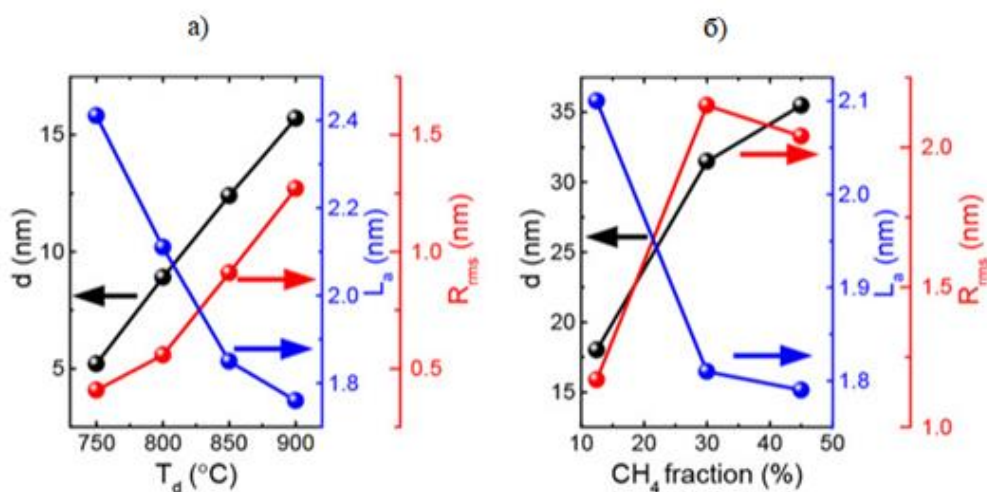 а)
15
10
5
d (nm)
750 800 850 900
T_d (°C)
2.4
2.2
2.0
1.8
L_a (nm)
1.5
1.0
0.5
R_rms (nm)
б)
35
30
25
20
15
d (nm)
10 20 30 40 50
CH₄ fraction (%)
2.1
2.0
1.9
1.8
L_a (nm)
2.0
1.5
1.0
R_rms (nm)